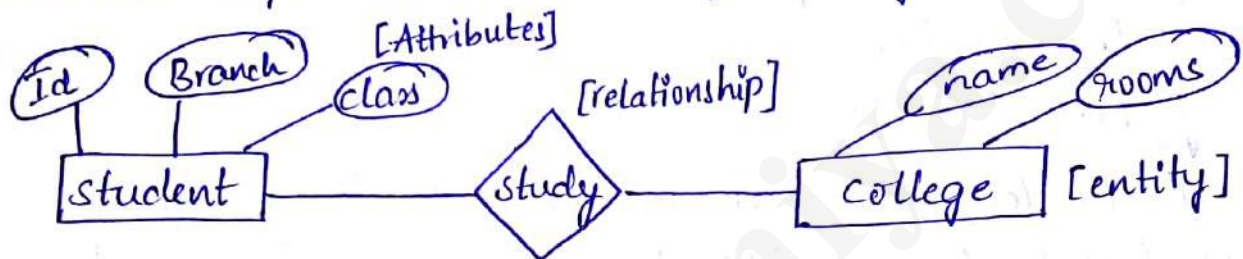 [Attributes]
Id Branch class
[relationship]
name rooms
student study college [entity]